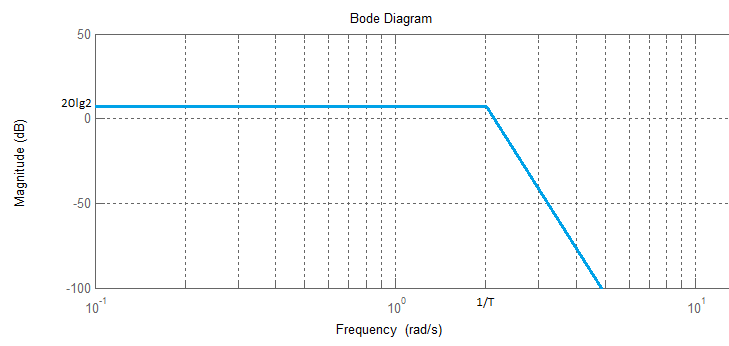 Bode Diagram
50
20lg2
0
-50
-100
Magnitude (dB)
10^-1
10^0
1/T
10^1
Frequency (rad/s)